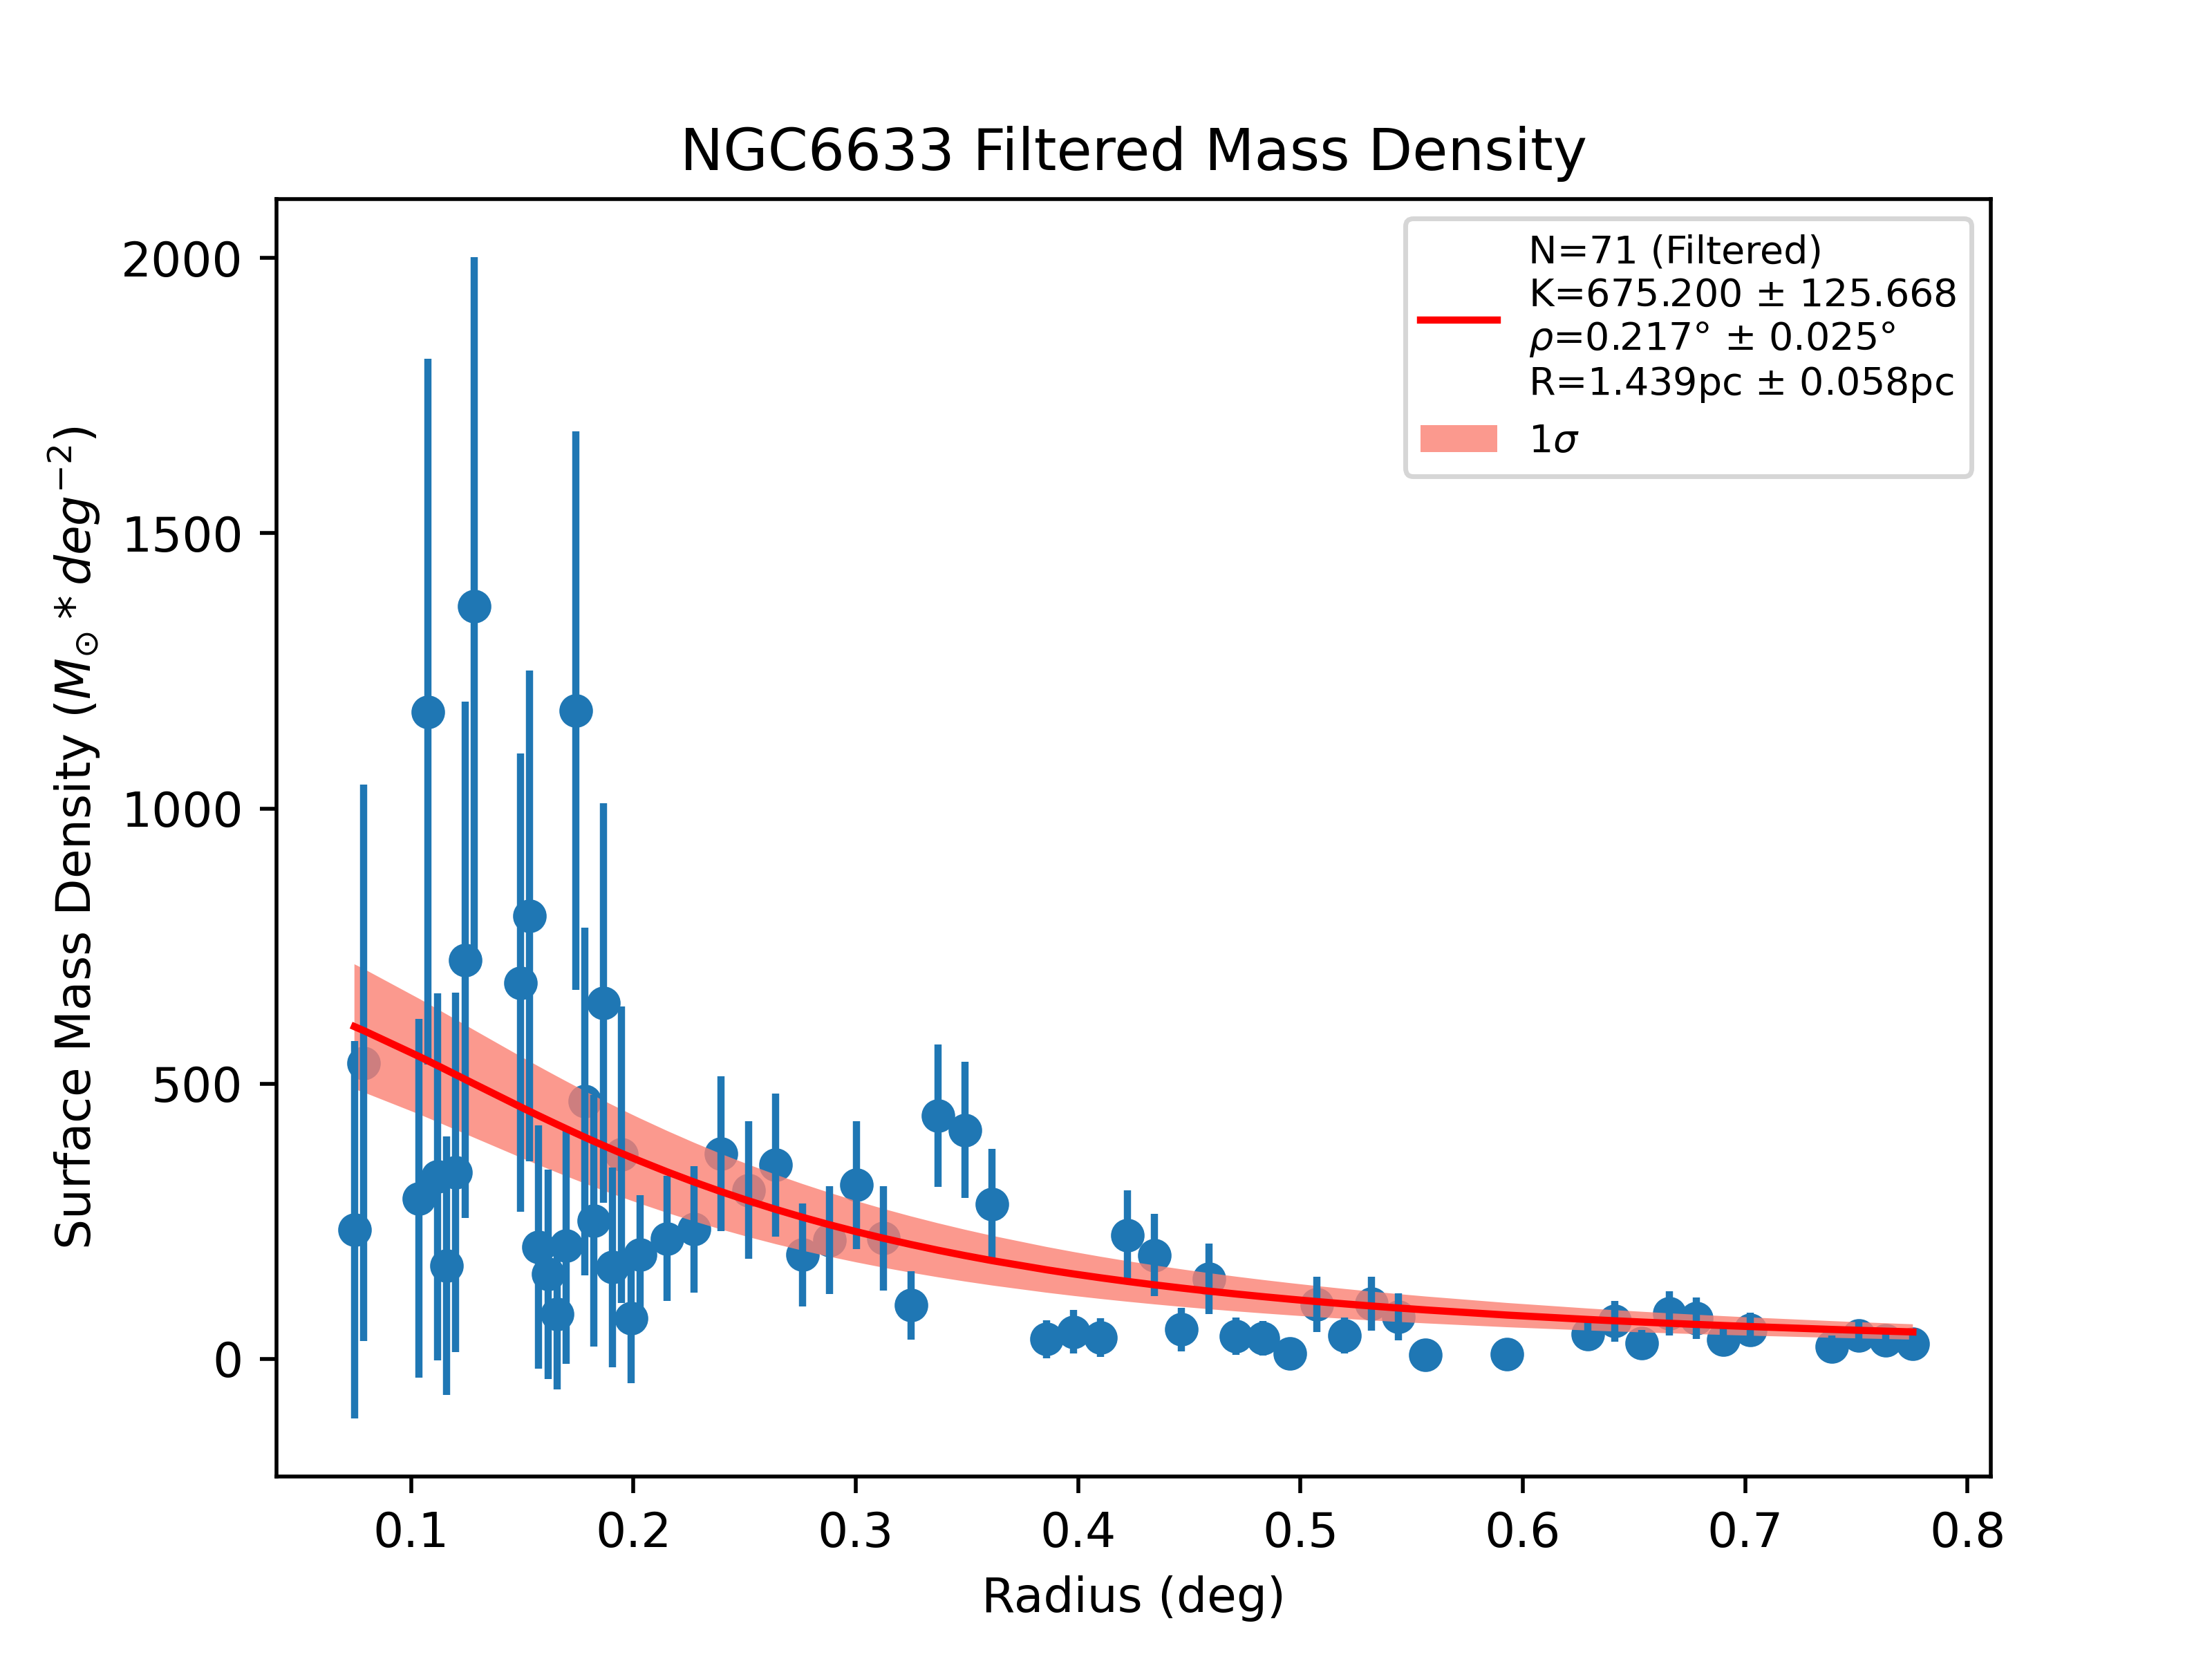 NGC6633 Filtered Mass Density
N=71 (Filtered)
K=675.200 ± 125.668
ρ=0.217° ± 0.025°
R=1.439pc ± 0.058pc
1σ
Surface Mass Density (M⊙ * deg⁻²)
2000
1500
1000
500
0
0.1 0.2 0.3 0.4 0.5 0.6 0.7 0.8
Radius (deg)